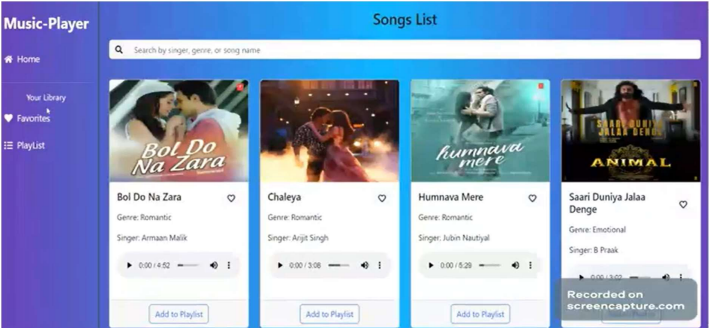 Music-Player
Home
Your Library
Favorites
PlayList
Songs List
Search by singer, genre, or song name
BOL DO
NA ZARA
Bol Do Na Zara
Genre: Romantic
Singer: Armaan Malik
0:00 / 4:52
Add to Playlist
Chaleya
Genre: Romantic
Singer: Arijit Singh
0:00 / 3:08
Add to Playlist
humnava
mere
Humnava Mere
Genre: Romantic
Singer: Jubin Nautiyal
0:00 / 5:29
Add to Playlist
SAARI DUNIYA
JALAA DENGE
ANIMAL
Saari Duniya Jalaa
Denge
Genre: Emotional
Singer: B Praak
0:00 / 3:02
Recorded on
screencapture.com